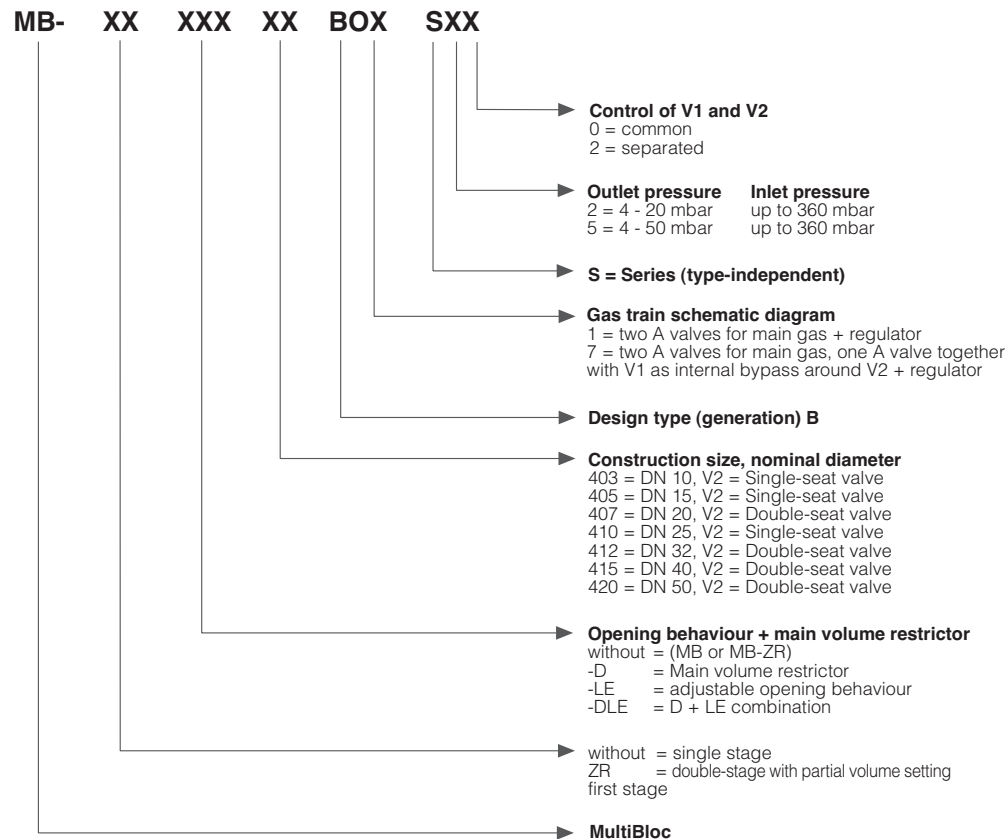 MB- XX XXX XX BOX SXX
Control of V1 and V2
0 = common
2 = separated
Outlet pressure Inlet pressure
2 = 4 - 20 mbar up to 360 mbar
5 = 4 - 50 mbar up to 360 mbar
S = Series (type-independent)
Gas train schematic diagram
1 = two A valves for main gas + regulator
7 = two A valves for main gas, one A valve together
with V1 as internal bypass around V2 + regulator
Design type (generation) B
Construction size, nominal diameter
403 = DN 10, V2 = Single-seat valve
405 = DN 15, V2 = Single-seat valve
407 = DN 20, V2 = Double-seat valve
410 = DN 25, V2 = Single-seat valve
412 = DN 32, V2 = Double-seat valve
415 = DN 40, V2 = Double-seat valve
420 = DN 50, V2 = Double-seat valve
Opening behaviour + main volume restrictor
without = (MB or MB-ZR)
-D = Main volume restrictor
-LE = adjustable opening behaviour
-DLE = D + LE combination
without = single stage
ZR = double-stage with partial volume setting
first stage
MultiBloc